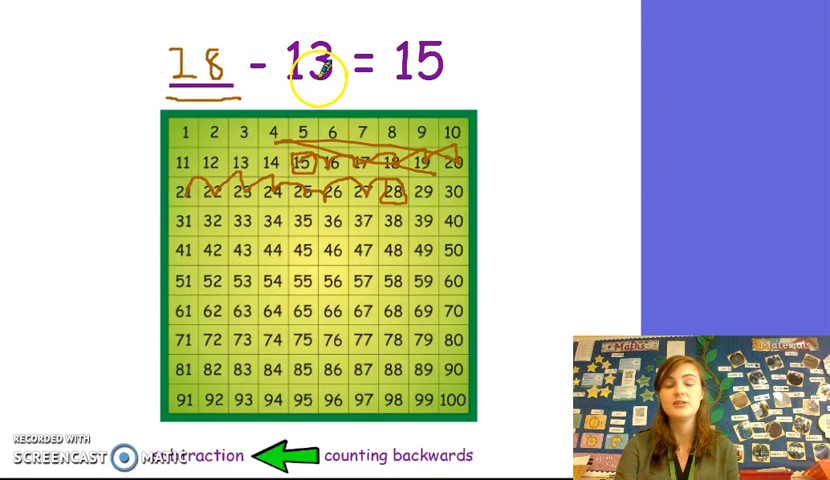 28 - 13 = 15
1 2 3 4 5 6 7 8 9 10
11 12 13 14 15 16 17 18 19 20
21 22 23 24 25 26 27 28 29 30
31 32 33 34 35 36 37 38 39 40
41 42 43 44 45 46 47 48 49 50
51 52 53 54 55 56 57 58 59 60
61 62 63 64 65 66 67 68 69 70
71 72 73 74 75 76 77 78 79 80
81 82 83 84 85 86 87 88 89 90
91 92 93 94 95 96 97 98 99 100
Maths
Materials
RECORDED WITH
SCREENCAST MATIC
subtraction counting backwards